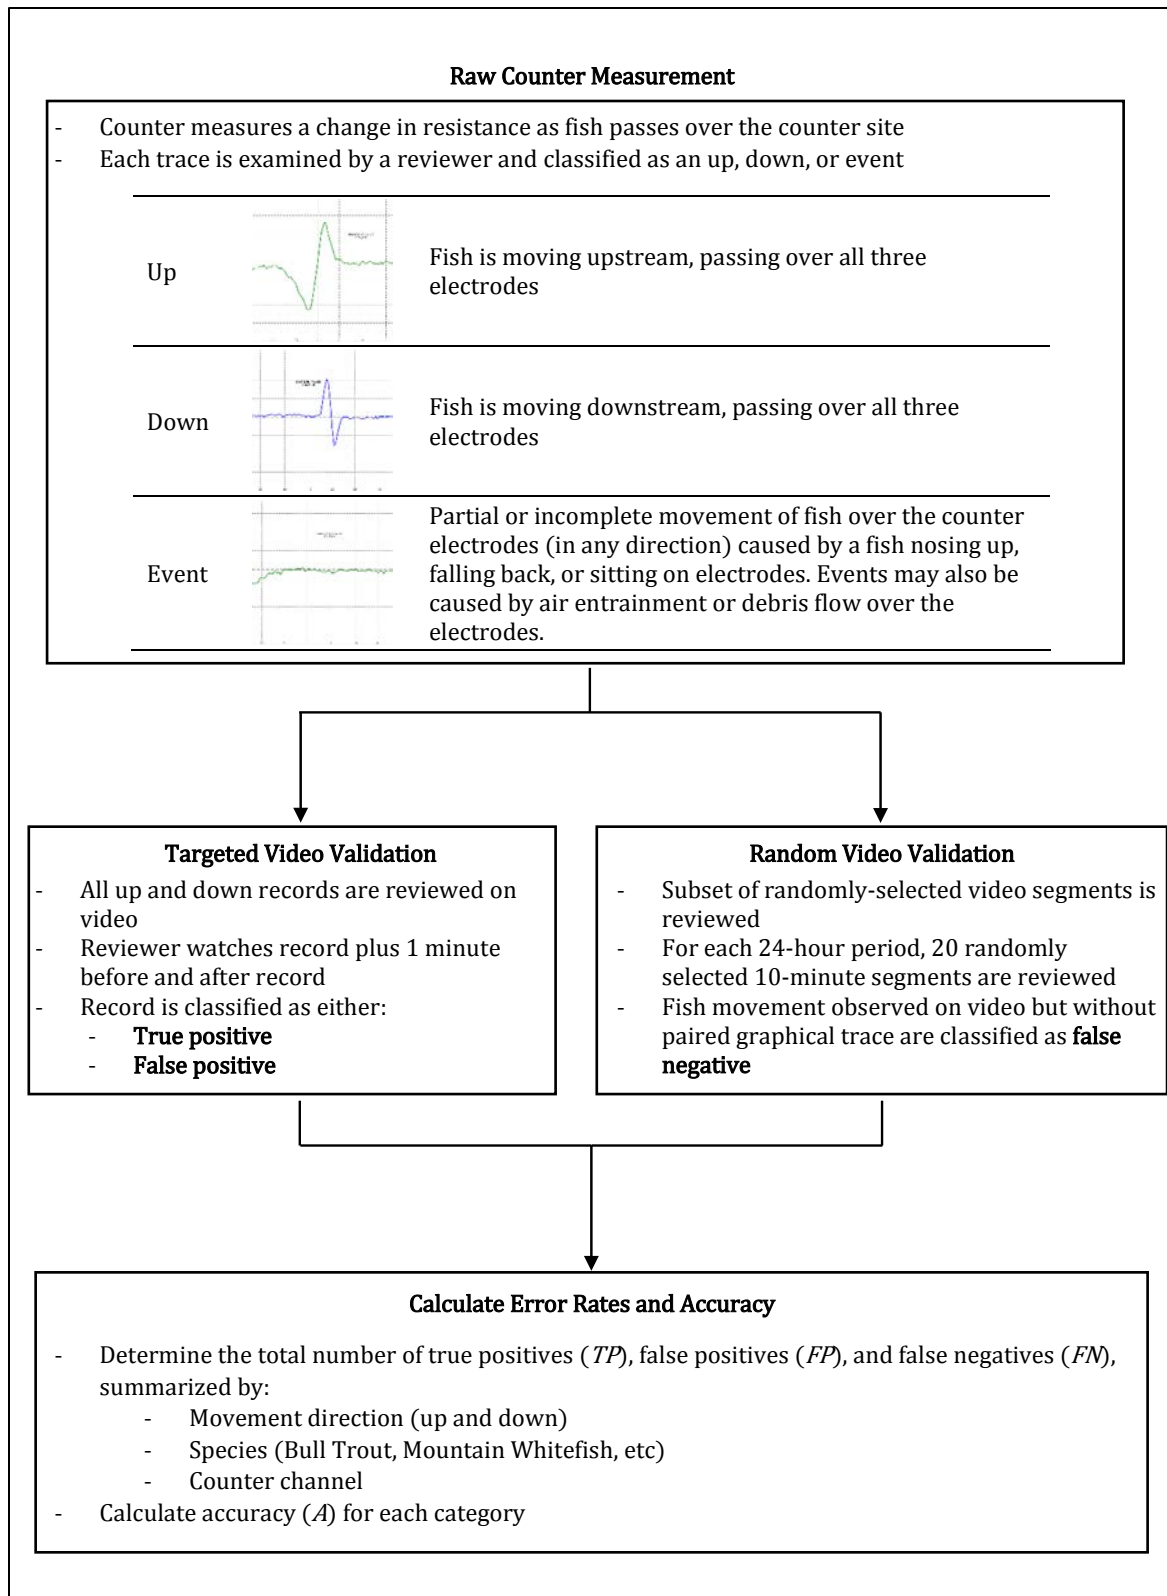 Raw Counter Measurement
- Counter measures a change in resistance as fish passes over the counter site
- Each trace is examined by a reviewer and classified as an up, down, or event
Up
Fish is moving upstream, passing over all three
electrodes
Down
Fish is moving downstream, passing over all three
electrodes
Event
Partial or incomplete movement of fish over the counter
electrodes (in any direction) caused by a fish nosing up,
falling back, or sitting on electrodes. Events may also be
caused by air entrainment or debris flow over the
electrodes.
Targeted Video Validation
- All up and down records are reviewed on
video
- Reviewer watches record plus 1 minute
before and after record
- Record is classified as either:
- True positive
- False positive
Random Video Validation
- Subset of randomly-selected video segments is
reviewed
- For each 24-hour period, 20 randomly
selected 10-minute segments are reviewed
- Fish movement observed on video but without
paired graphical trace are classified as false
negative
Calculate Error Rates and Accuracy
- Determine the total number of true positives (TP), false positives (FP), and false negatives (FN),
summarized by:
- Movement direction (up and down)
- Species (Bull Trout, Mountain Whitefish, etc)
- Counter channel
- Calculate accuracy (A) for each category